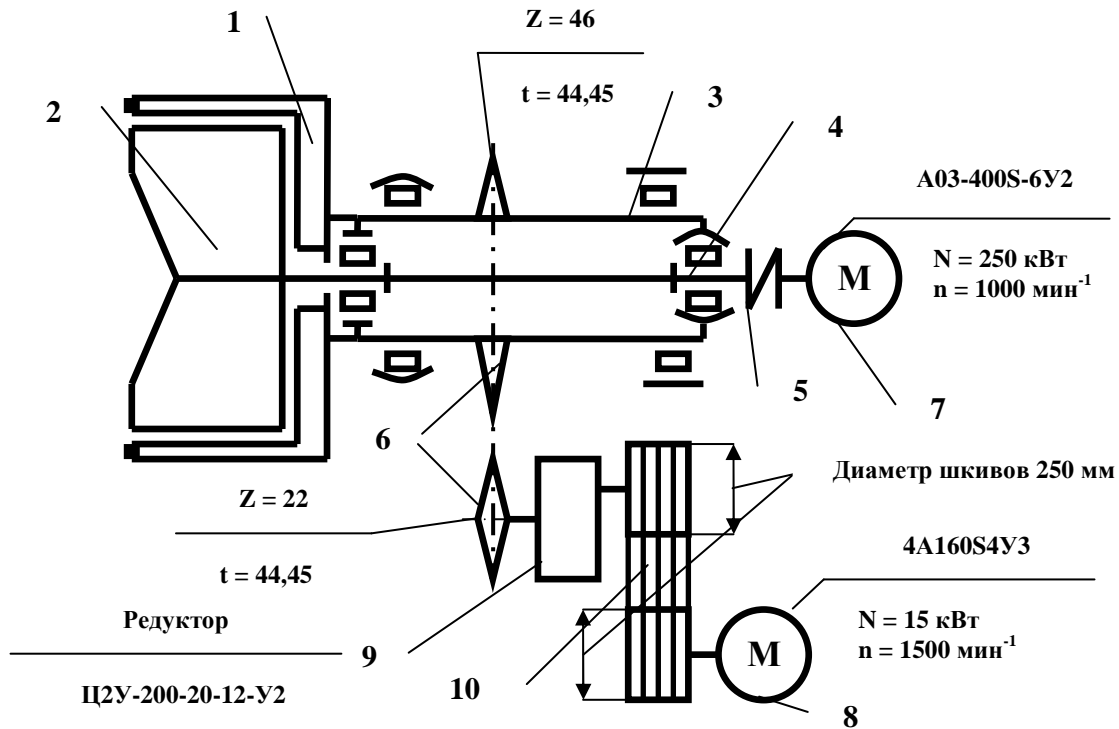 Z = 46
1
t = 44,45
3
2
4
А03-400S-6У2
N = 250 кВт
n = 1000 мин-1
М
5
7
6
Диаметр шкивов 250 мм
Z = 22
4А160S4У3
t = 44,45
Редуктор
N = 15 кВт
n = 1500 мин-1
9
М
10
Ц2У-200-20-12-У2
8